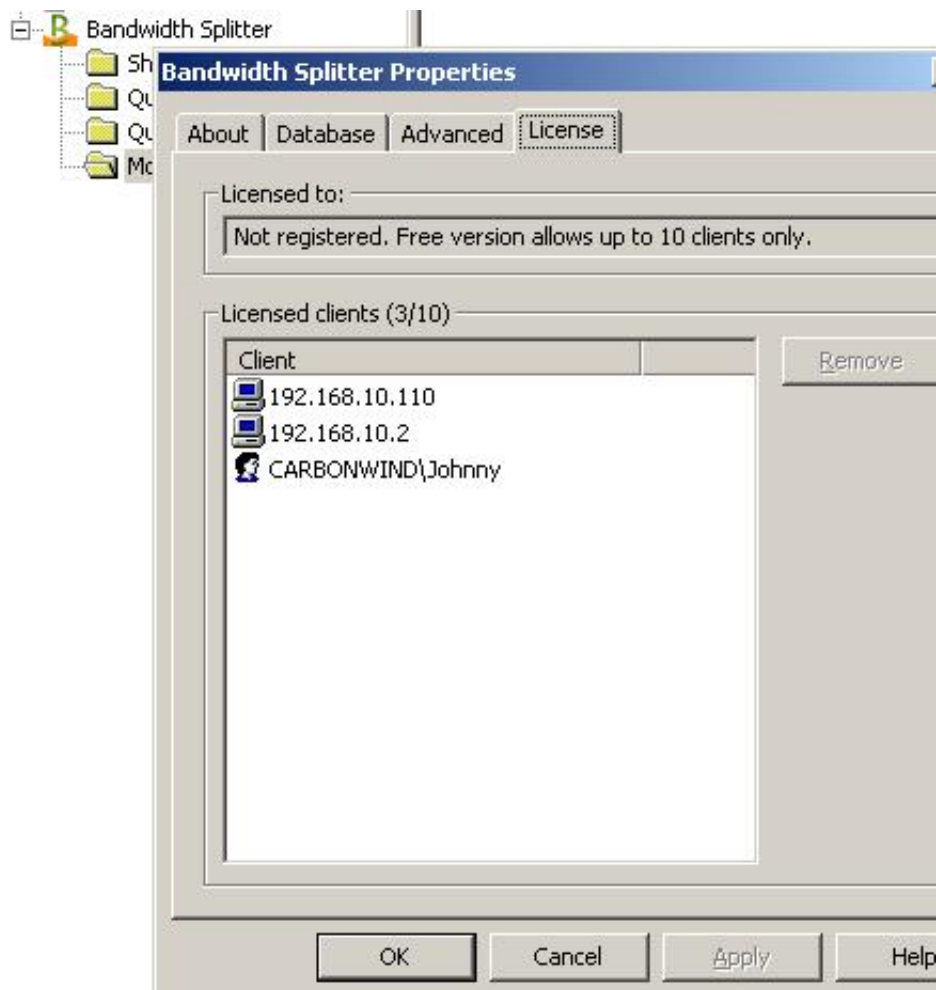 Bandwidth Splitter
Sh
Bandwidth Splitter Properties
Qu
Qu
About Database Advanced License
Mo
Licensed to:
Not registered. Free version allows up to 10 clients only.
Licensed clients (3/10)
Client
Remove
192.168.10.110
192.168.10.2
CARBONWIND\Johnny
OK Cancel Apply Help